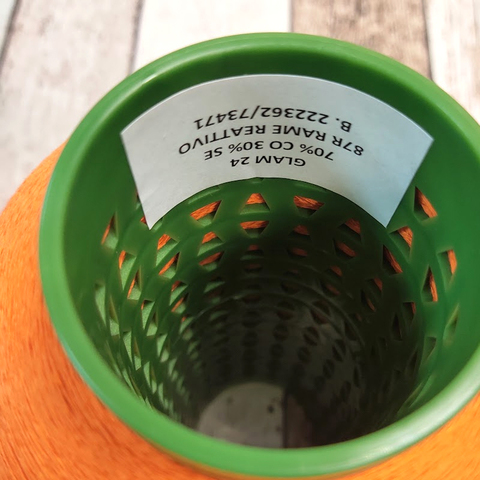 GLAM 24
70% CO 30% SE
87R RAME REATTIVO
B. 222362/73471